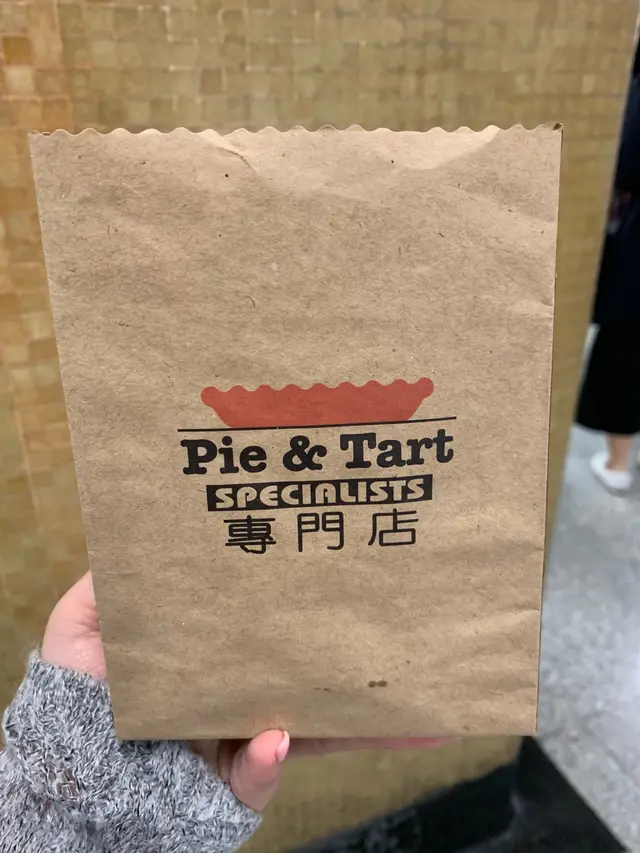 Pie & Tart
SPECIALISTS
專門店